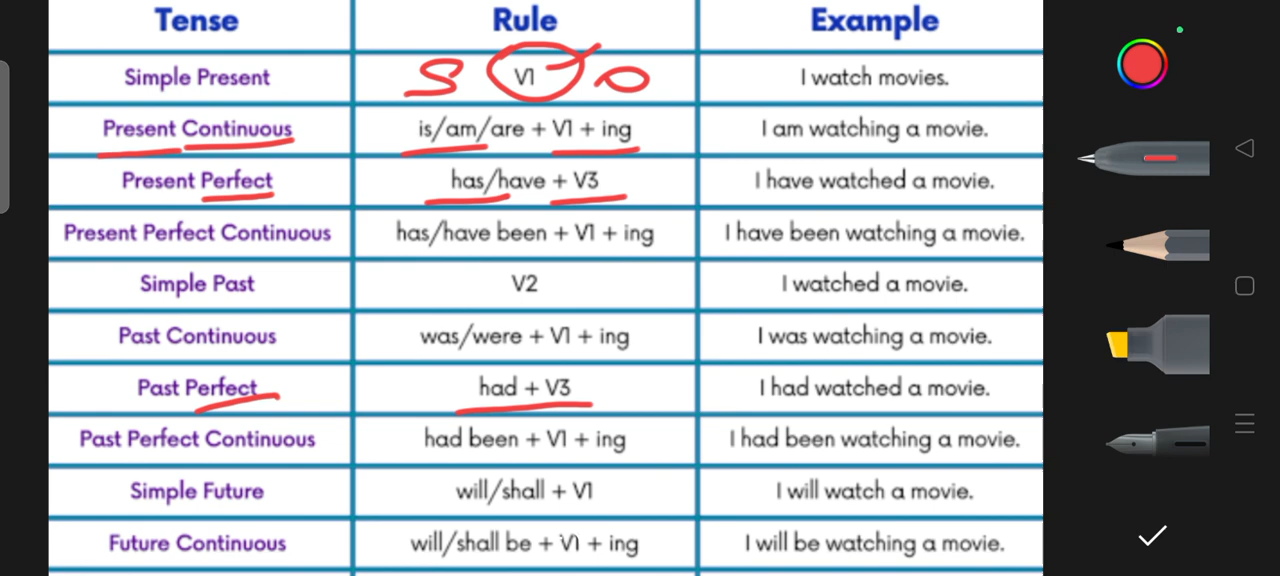 Tense Rule Example
Simple Present S V1 O I watch movies.
Present Continuous is/am/are + V1 + ing I am watching a movie.
Present Perfect has/have + V3 I have watched a movie.
Present Perfect Continuous has/have been + V1 + ing I have been watching a movie.
Simple Past V2 I watched a movie.
Past Continuous was/were + V1 + ing I was watching a movie.
Past Perfect had + V3 I had watched a movie.
Past Perfect Continuous had been + V1 + ing I had been watching a movie.
Simple Future will/shall + V1 I will watch a movie.
Future Continuous will/shall be + V1 + ing I will be watching a movie.